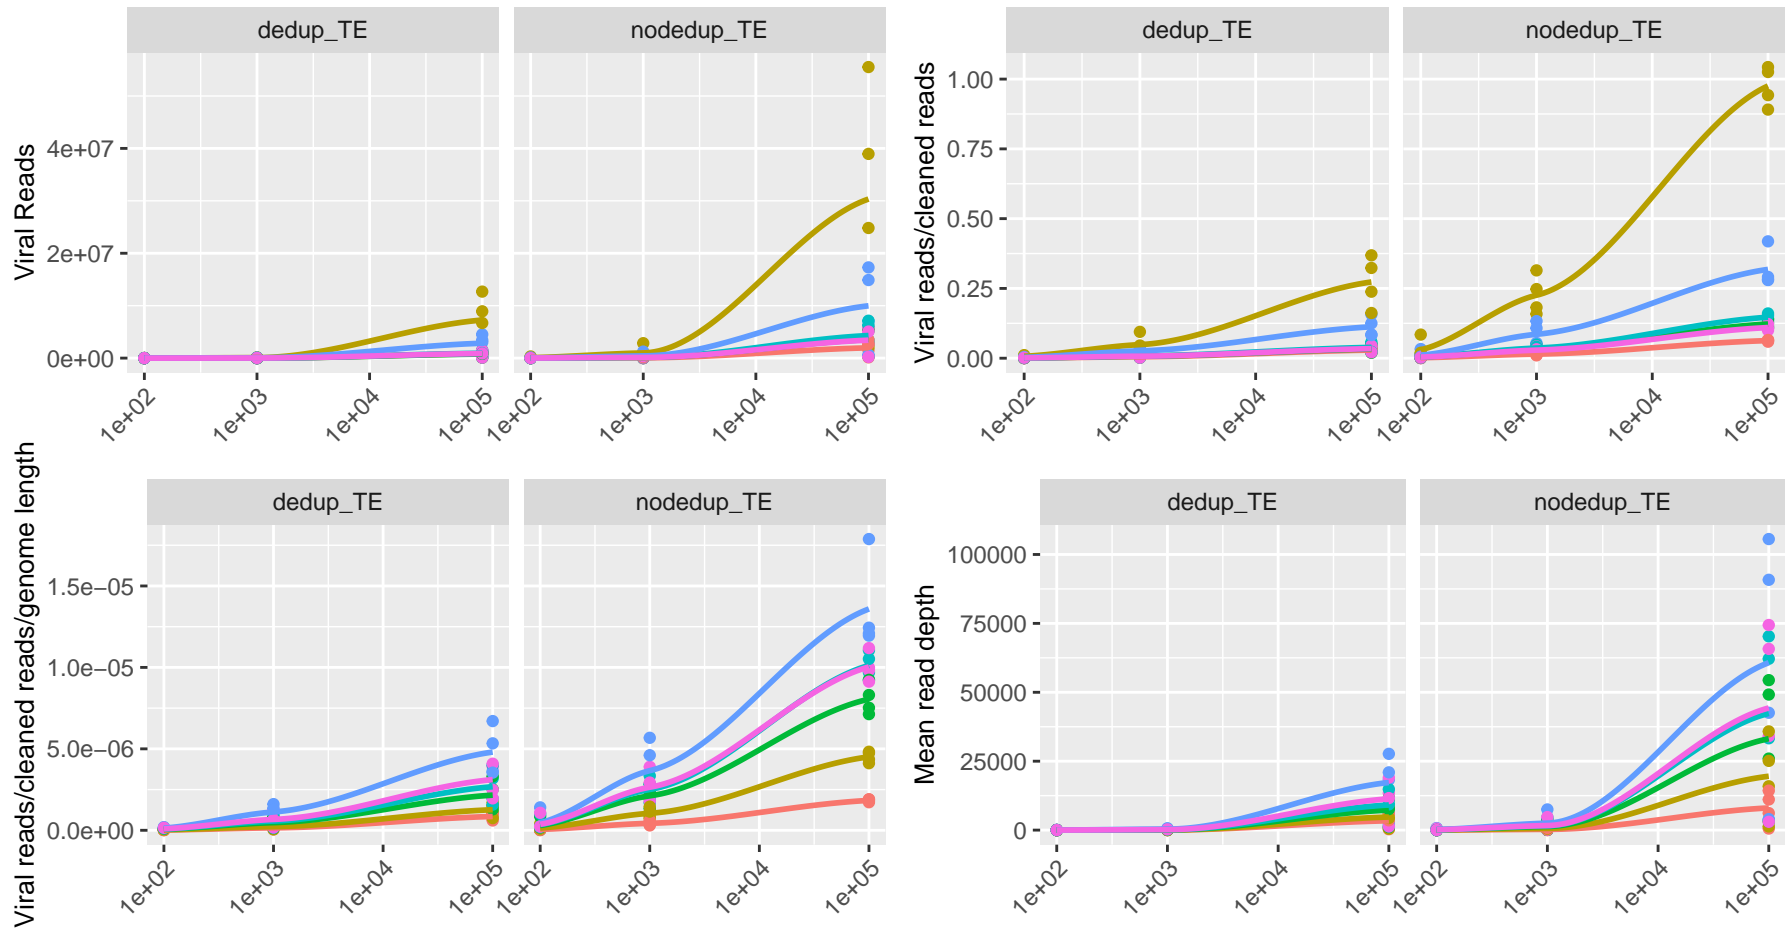 dedup_TE
nodedup_TE
Viral Reads
4e+07
2e+07
0e+00
1e+02
1e+03
1e+04
1e+05
1e+02
1e+03
1e+04
1e+05
dedup_TE
nodedup_TE
Viral reads/cleaned reads
1.00
0.75
0.50
0.25
0.00
1e+02
1e+03
1e+04
1e+05
1e+02
1e+03
1e+04
1e+05
dedup_TE
nodedup_TE
Viral reads/cleaned reads/genome length
1.5e−05
1.0e−05
5.0e−06
0.0e+00
1e+02
1e+03
1e+04
1e+05
1e+02
1e+03
1e+04
1e+05
dedup_TE
nodedup_TE
Mean read depth
100000
75000
50000
25000
0
1e+02
1e+03
1e+04
1e+05
1e+02
1e+03
1e+04
1e+05